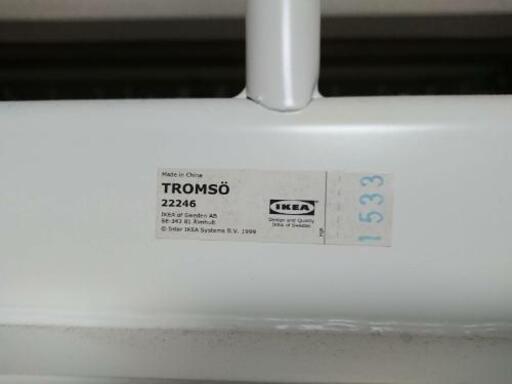 Made in China
TROMSÖ
22246
IKEA of Sweden AB
SE-343 81 Älmhult
© Inter IKEA Systems B.V. 1999
IKEA
Design and Quality
IKEA of Sweden
1533